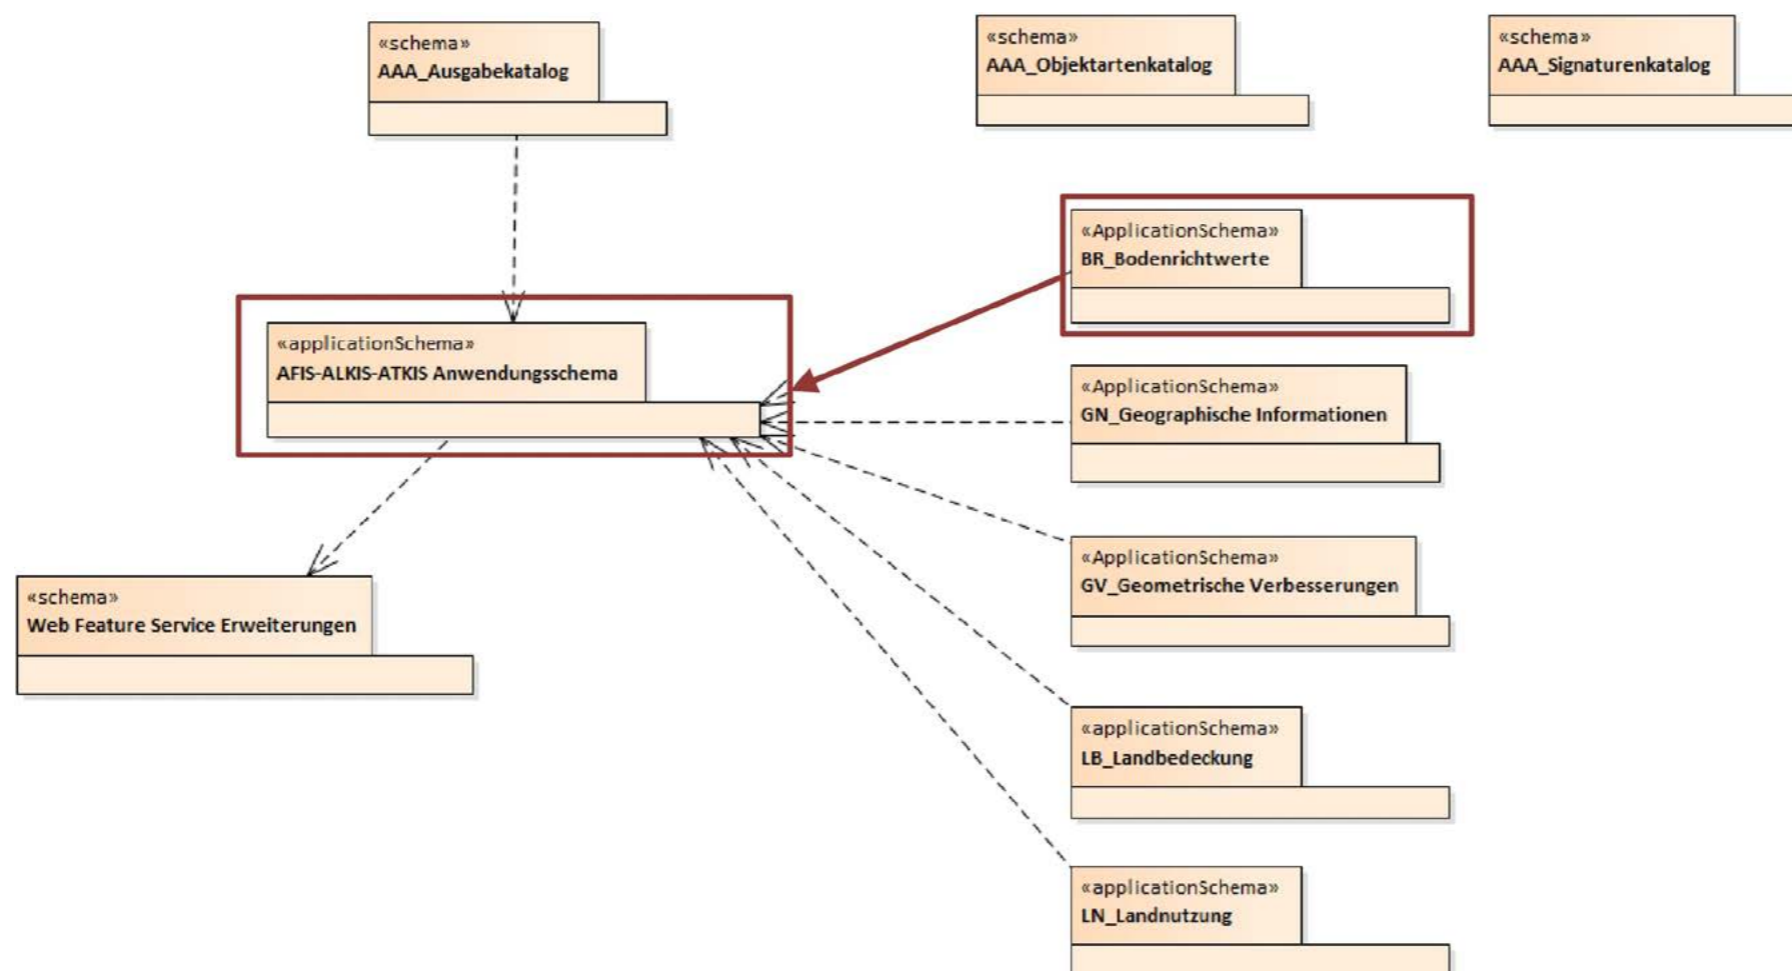 «schema»
AAA_Ausgabekatalog
«schema»
AAA_Objektartenkatalog
«schema»
AAA_Signaturenkatalog
«ApplicationSchema»
BR_Bodenrichtwerte
«applicationSchema»
AFIS-ALKIS-ATKIS Anwendungsschema
«ApplicationSchema»
GN_Geographische Informationen
«ApplicationSchema»
GV_Geometrische Verbesserungen
«schema»
Web Feature Service Erweiterungen
«applicationSchema»
LB_Landbedeckung
«applicationSchema»
LN_Landnutzung